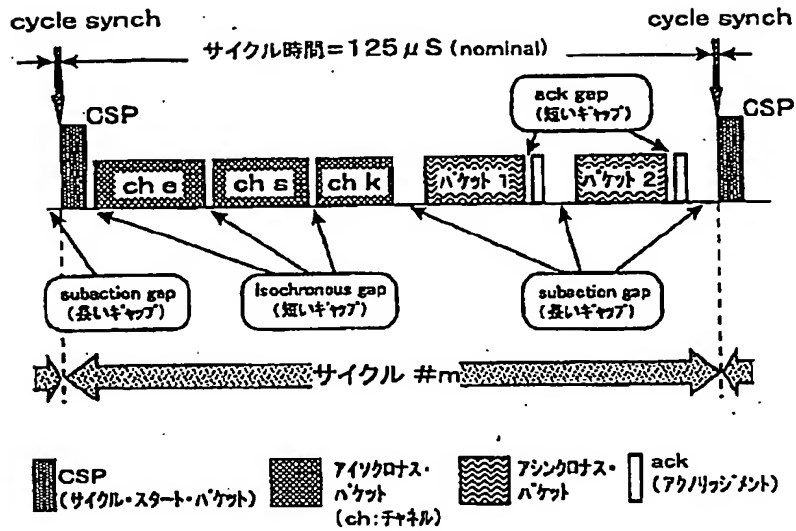 cycle synch
cycle synch
サイクル時間=125μS (nominal)
CSP
ack gap
(短いギャップ)
CSP
ch e
ch s
ch k
パケット 1
パケット 2
subaction gap
(長いギャップ)
isochronous gap
(短いギャップ)
subaction gap
(長いギャップ)
サイクル #m
CSP
(サイクル・スタート・パケット)
アイソクロナス・
パケット
(ch:チャネル)
アシンクロナス・
パケット
ack
(アクノリッジメント)